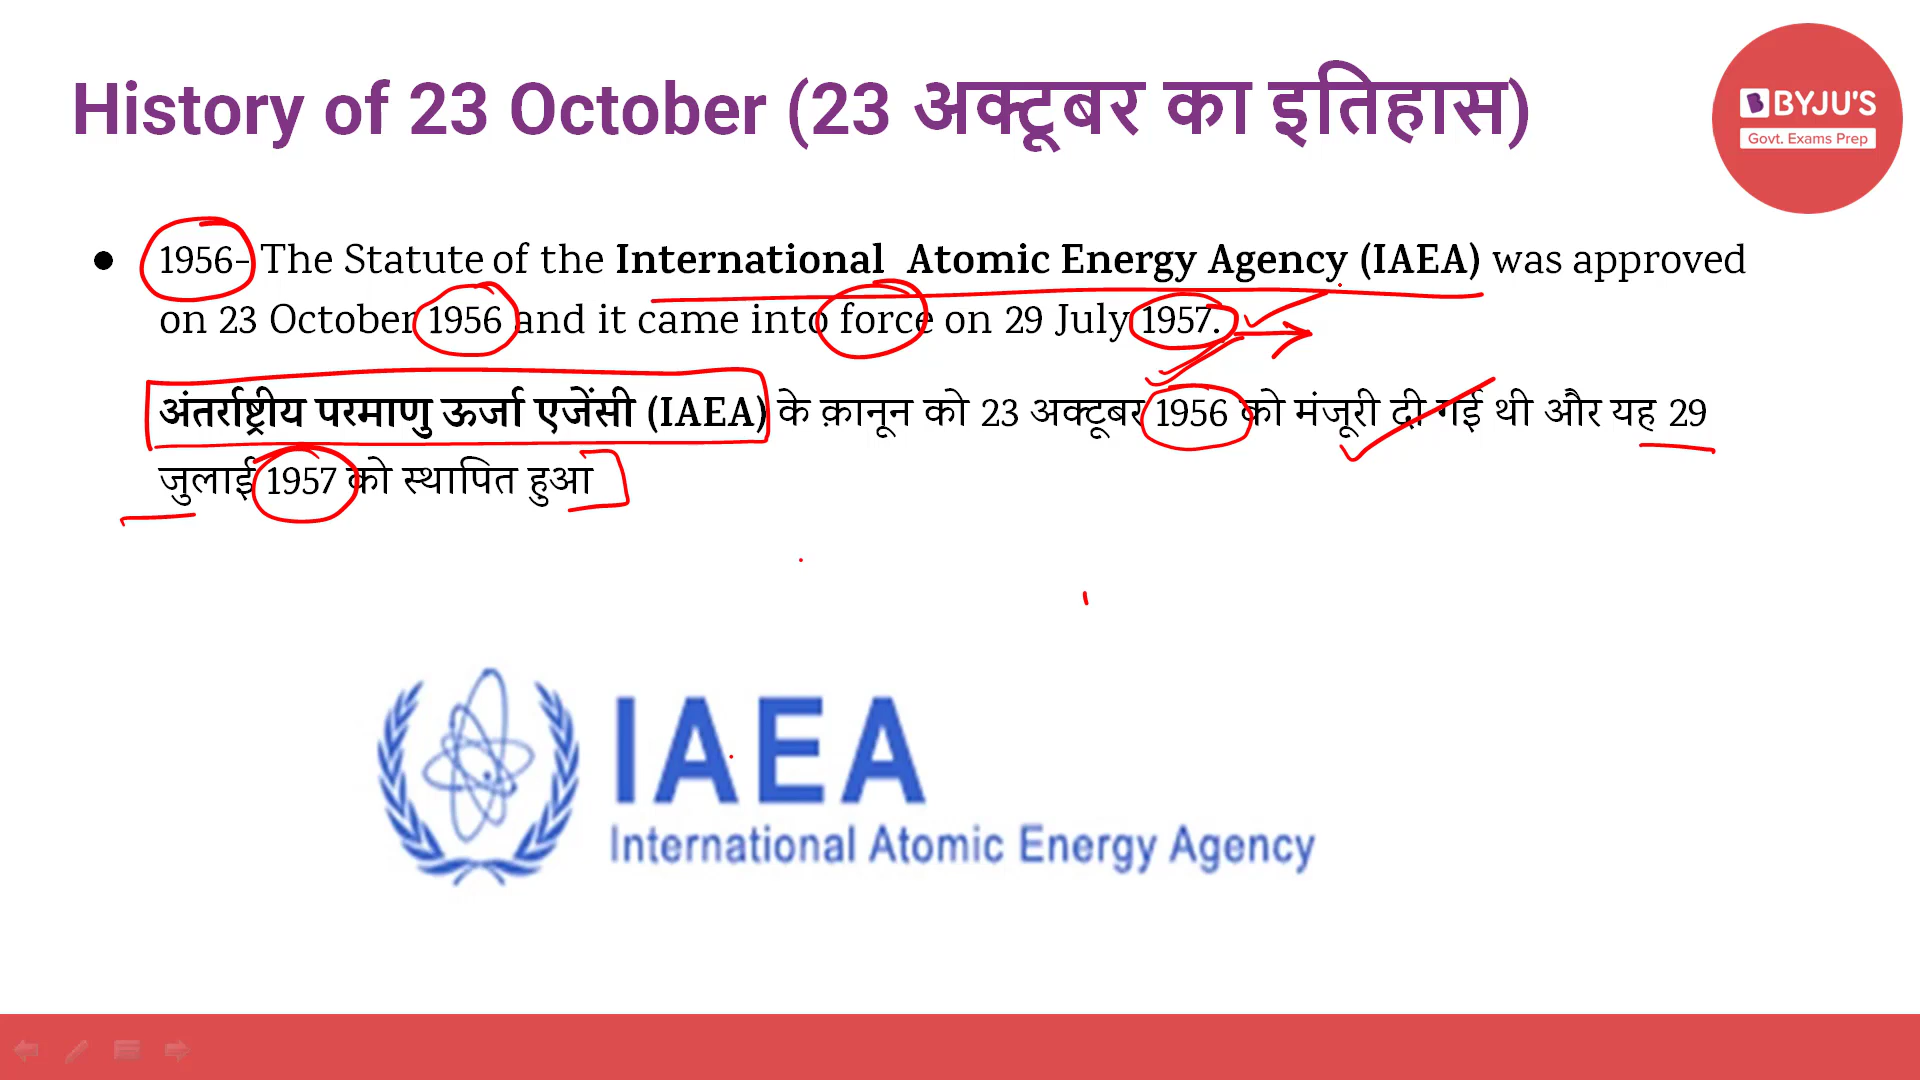 History of 23 October (23 अक्टूबर का इतिहास)
BYJU'S
Govt. Exams Prep
● 1956- The Statute of the International Atomic Energy Agency (IAEA) was approved
on 23 October 1956 and it came into force on 29 July 1957.
अंतर्राष्ट्रीय परमाणु ऊर्जा एजेंसी (IAEA) के क़ानून को 23 अक्टूबर 1956 को मंजूरी दी गई थी और यह 29
जुलाई 1957 को स्थापित हुआ
IAEA
International Atomic Energy Agency